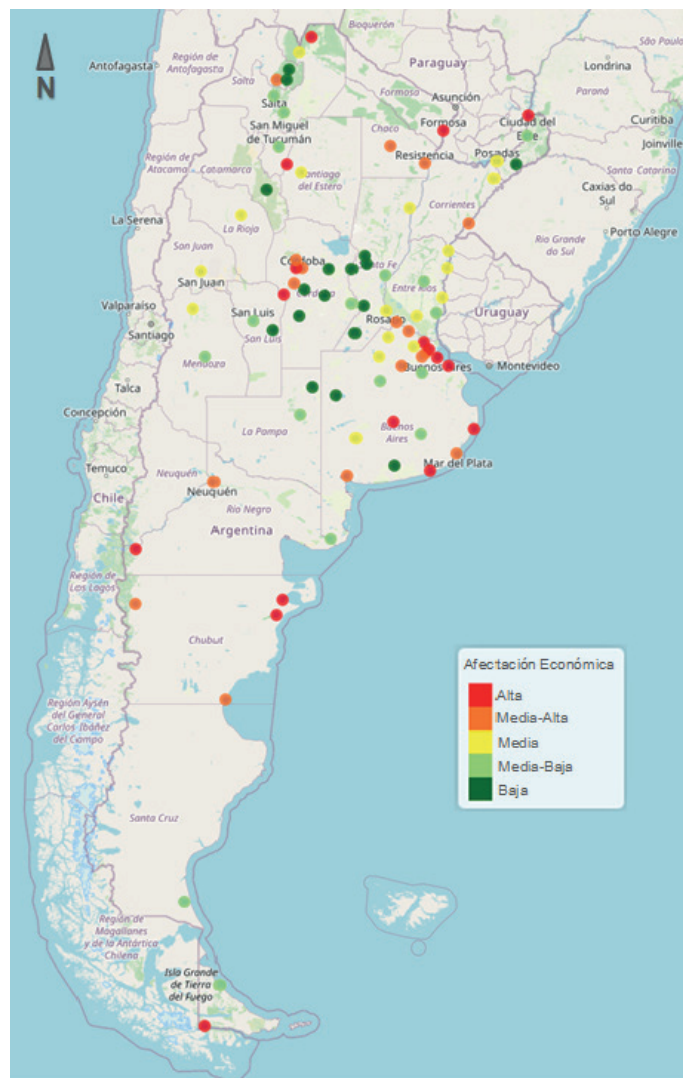 Boquerón
São Paulo
Antofagasta
Región de
Antofagasta
Paraguay
Londrina
Salta
Formosa
Asunción
Paraná
Salta
Ciudad del
Este
Curitiba
Joinville
Formosa
San Miguel
de Tucumán
Chaco
Resistencia
Posadas
Región de
Atacama
Catamarca
Santiago
del Estero
Santa Catarina
Caxias do
Sul
Corrientes
La Rioja
La Serena
Porto Alegre
Rio Grande
do Sul
San Juan
Córdoba
Santa Fe
San Juan
Córdoba
Entre Ríos
Valparaíso
San Luis
Rosario
Uruguay
Santiago
San Luis
Mendoza
Buenos Aires
Montevideo
Talca
Concepción
La Pampa
Buenos
Aires
Temuco
Neuquén
Mar del Plata
Chile
Neuquén
Río Negro
Argentina
Región de
Los Lagos
Chubut
Región Aysén
del General
Carlos Ibáñez
del Campo
Santa Cruz
Región de
Magallanes
y de la Antártica
Chilena
Isla Grande
de Tierra
del Fuego
N
Afectación Económica
Alta
Media-Alta
Media
Media-Baja
Baja